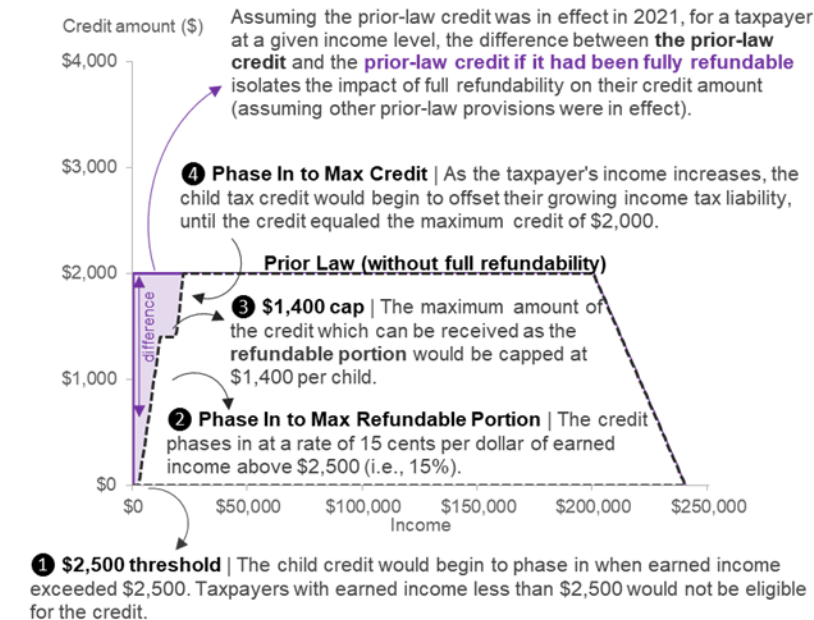 Credit amount ($)
Assuming the prior-law credit was in effect in 2021, for a taxpayer
at a given income level, the difference between the prior-law
credit and the prior-law credit if it had been fully refundable
isolates the impact of full refundability on their credit amount
(assuming other prior-law provisions were in effect).
$4,000
$3,000
4 Phase In to Max Credit | As the taxpayer's income increases, the
child tax credit would begin to offset their growing income tax liability,
until the credit equaled the maximum credit of $2,000.
Prior Law (without full refundability)
$2,000
difference
3 $1,400 cap | The maximum amount of
the credit which can be received as the
refundable portion would be capped at
$1,400 per child.
$1,000
2 Phase In to Max Refundable Portion | The credit
phases in at a rate of 15 cents per dollar of earned
income above $2,500 (i.e., 15%).
$0
$0 $50,000 $100,000 $150,000 $200,000 $250,000
Income
1 $2,500 threshold | The child credit would begin to phase in when earned income
exceeded $2,500. Taxpayers with earned income less than $2,500 would not be eligible
for the credit.